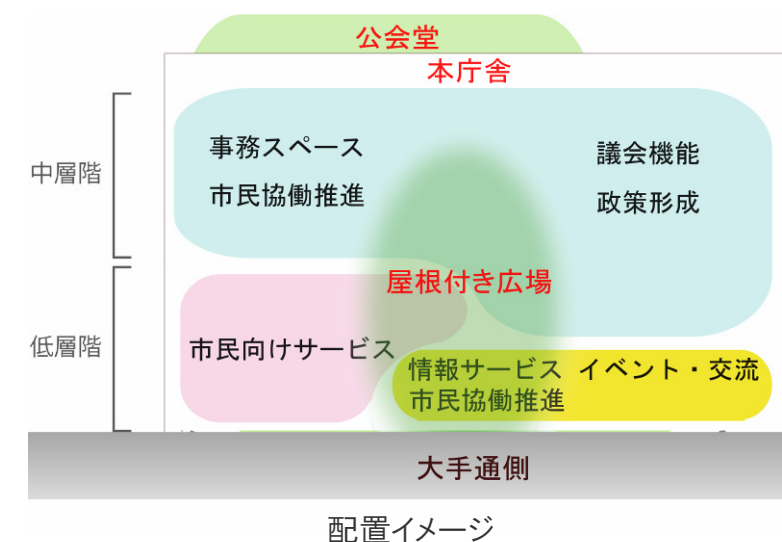 公会堂
本庁舎
中層階
事務スペース
市民協働推進
議会機能
政策形成
屋根付き広場
低層階
市民向けサービス
情報サービス イベント・交流
市民協働推進
大手通側
配置イメージ